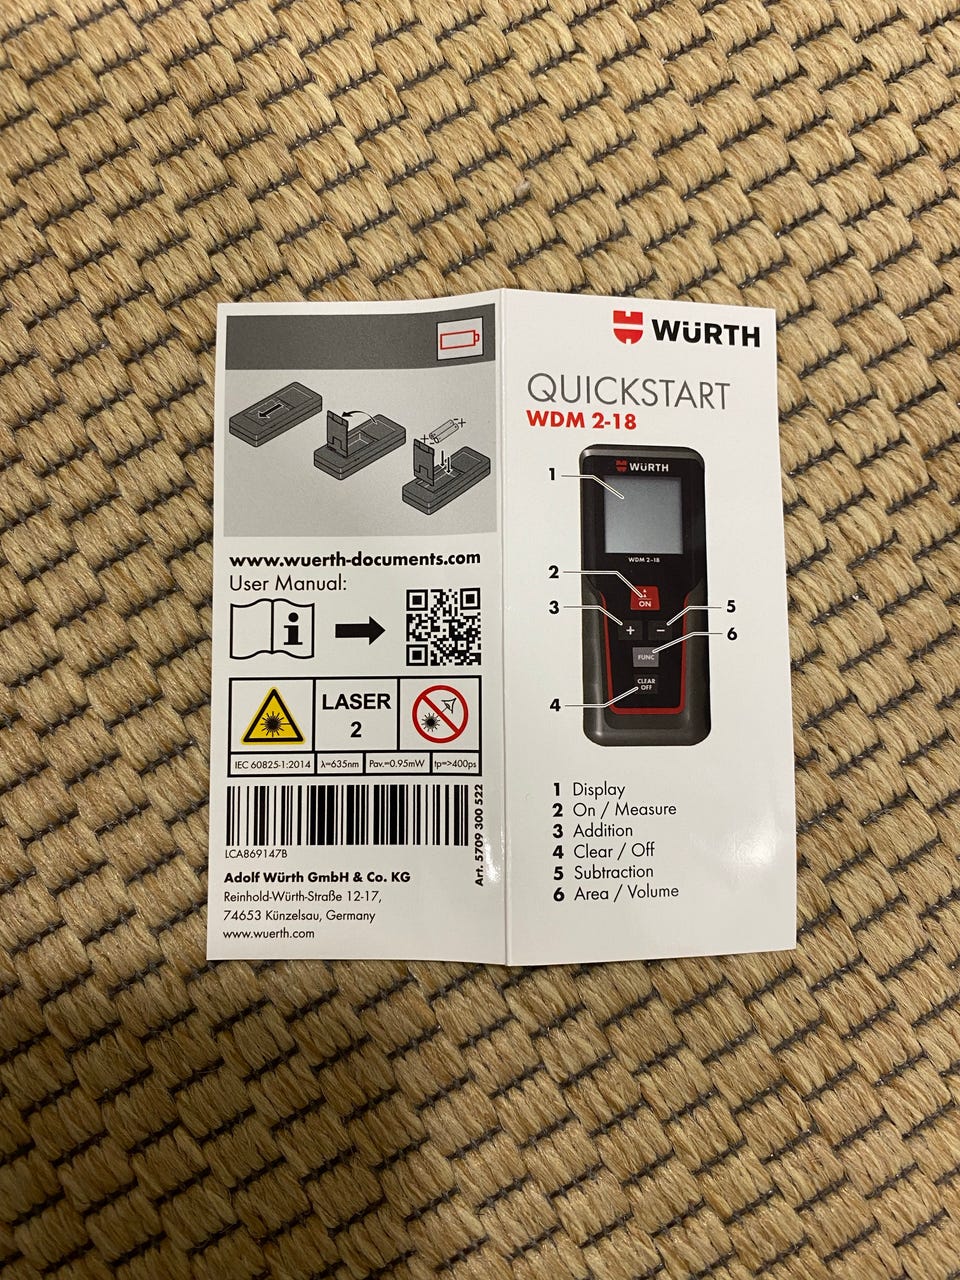 www.wuerth-documents.com
User Manual:
LASER
2
IEC 60825-1:2014
λ=635nm
Pav.=0.95mW
tp=>400ps
LCA869147B
Art. 5709 300 522
Adolf Würth GmbH & Co. KG
Reinhold-Würth-Straße 12-17,
74653 Künzelsau, Germany
www.wuerth.com
WÜRTH
QUICKSTART
WDM 2-18
WÜRTH
WDM 2-18
ON
+
−
FUNC
CLEAR
OFF
1
2
3
4
5
6
1 Display
2 On / Measure
3 Addition
4 Clear / Off
5 Subtraction
6 Area / Volume